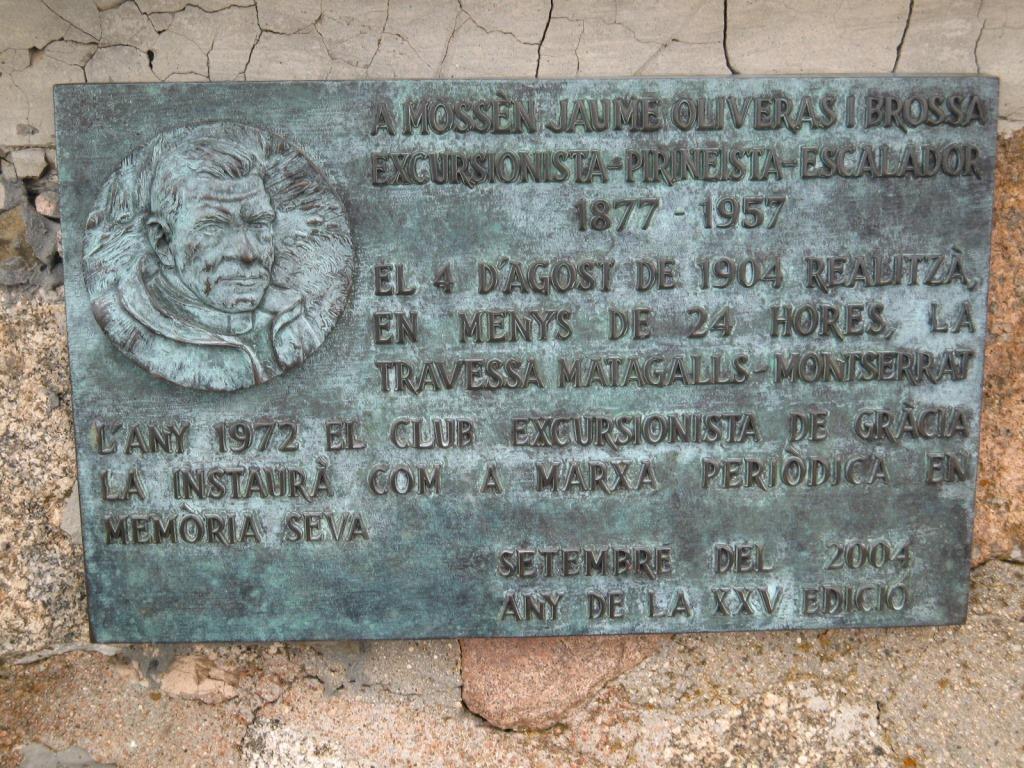 A MOSSÈN JAUME OLIVERAS I BROSSA
EXCURSIONISTA-PIRINEISTA-ESCALADOR
1877 - 1957
EL 4 D'AGOST DE 1904 REALITZÀ,
EN MENYS DE 24 HORES, LA
TRAVESSA MATAGALLS-MONTSERRAT
L'ANY 1972 EL CLUB EXCURSIONISTA DE GRÀCIA
LA INSTAURÀ COM A MARXA PERIÒDICA EN
MEMÒRIA SEVA
SETEMBRE DEL 2004
ANY DE LA XXV EDICIÓ